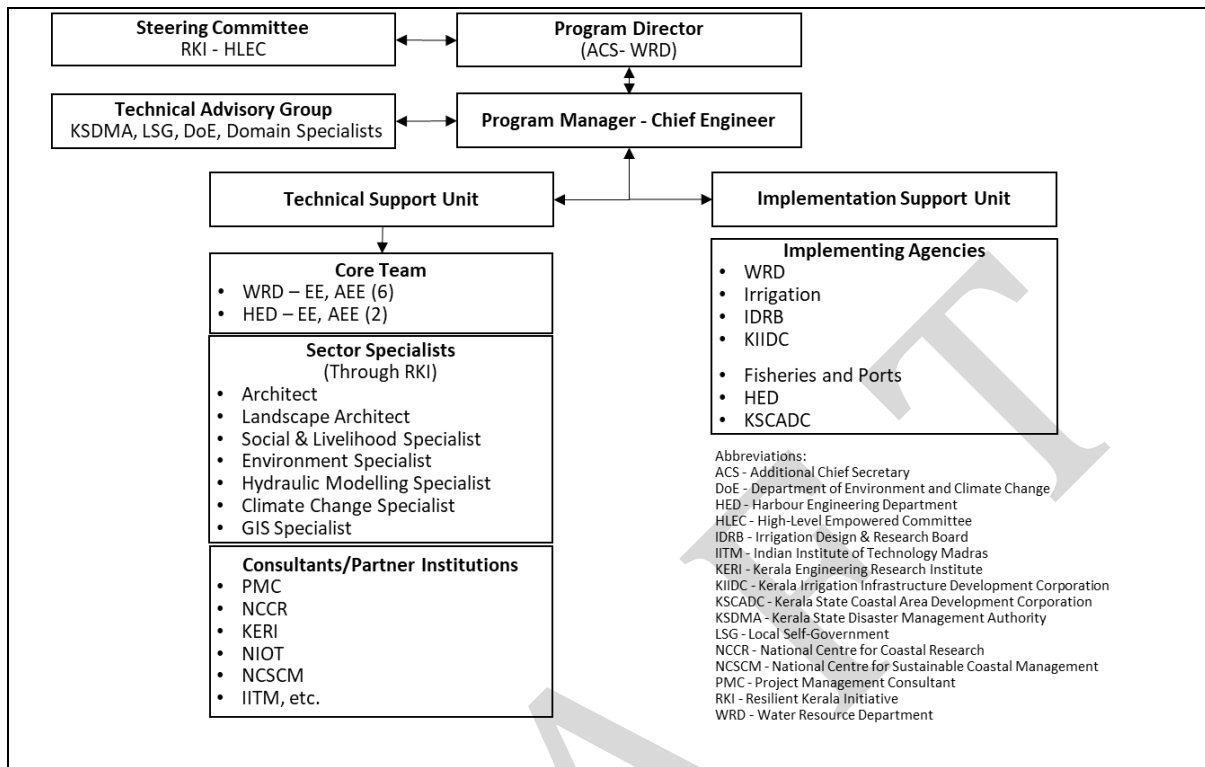 Steering Committee
RKI - HLEC
Program Director
(ACS- WRD)
Technical Advisory Group
KSDMA, LSG, DoE, Domain Specialists
Program Manager - Chief Engineer
Technical Support Unit
Implementation Support Unit
Core Team
• WRD – EE, AEE (6)
• HED – EE, AEE (2)
Sector Specialists
(Through RKI)
• Architect
• Landscape Architect
• Social & Livelihood Specialist
• Environment Specialist
• Hydraulic Modelling Specialist
• Climate Change Specialist
• GIS Specialist
Consultants/Partner Institutions
• PMC
• NCCR
• KERI
• NIOT
• NCSCM
• IITM, etc.
Implementing Agencies
• WRD
• Irrigation
• IDRB
• KIIDC
• Fisheries and Ports
• HED
• KSCADC
Abbreviations:
ACS - Additional Chief Secretary
DoE - Department of Environment and Climate Change
HED - Harbour Engineering Department
HLEC - High-Level Empowered Committee
IDRB - Irrigation Design & Research Board
IITM - Indian Institute of Technology Madras
KERI - Kerala Engineering Research Institute
KIIDC - Kerala Irrigation Infrastructure Development Corporation
KSCADC - Kerala State Coastal Area Development Corporation
KSDMA - Kerala State Disaster Management Authority
LSG - Local Self-Government
NCCR - National Centre for Coastal Research
NCSCM - National Centre for Sustainable Coastal Management
PMC - Project Management Consultant
RKI - Resilient Kerala Initiative
WRD - Water Resource Department